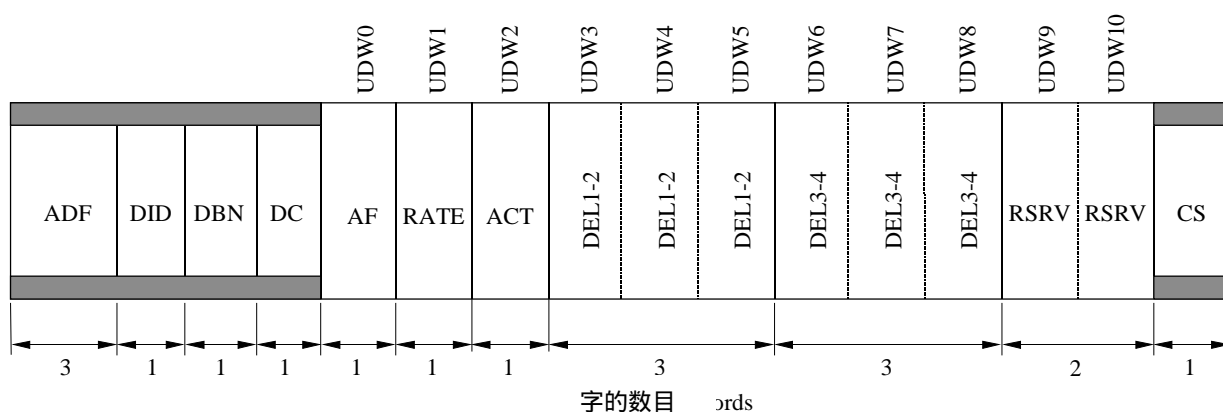 UDW0 UDW1 UDW2 UDW3 UDW4 UDW5 UDW6 UDW7 UDW8 UDW9 UDW10
ADF DID DBN DC AF RATE ACT DEL1-2 DEL1-2 DEL1-2 DEL3-4 DEL3-4 DEL3-4 RSRV RSRV CS
3 1 1 1 1 1 1 3 3 2 1
字的数目 ords